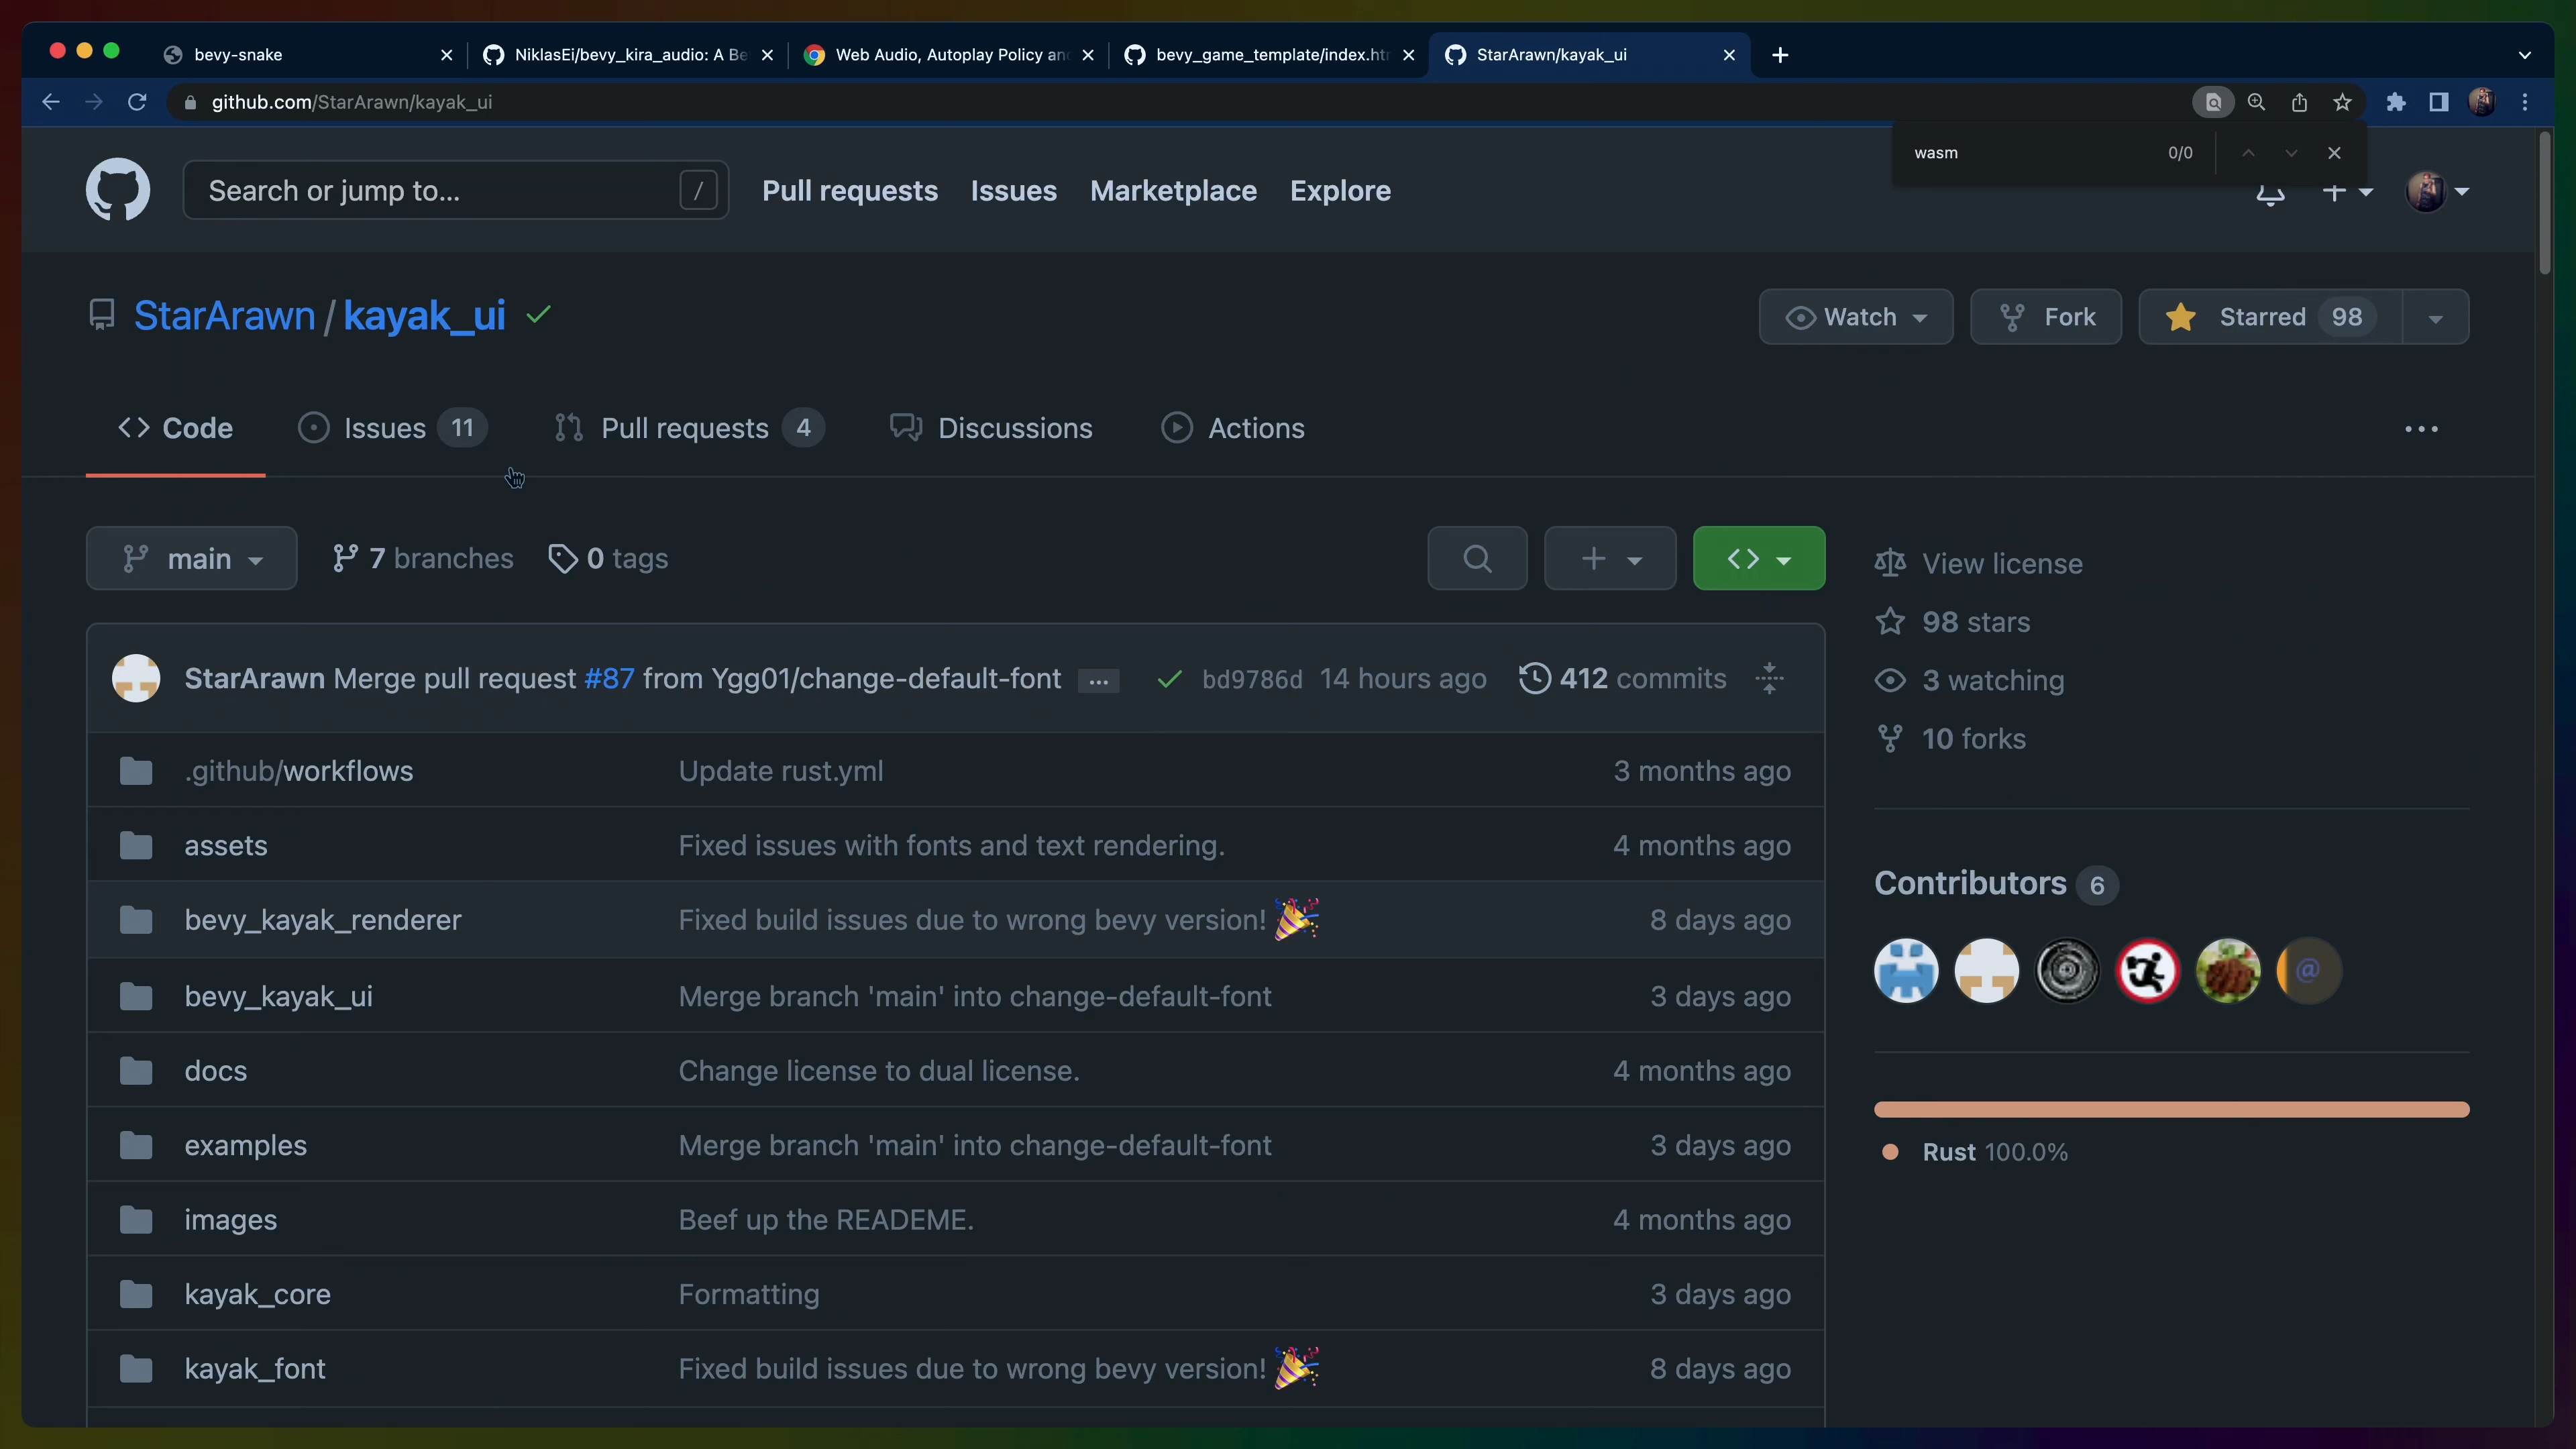 bevy-snake
NiklasEi/bevy_kira_audio: A Be
Web Audio, Autoplay Policy an
bevy_game_template/index.htm
StarArawn/kayak_ui
github.com/StarArawn/kayak_ui
wasm
0/0
Search or jump to...
/
Pull requests
Issues
Marketplace
Explore
StarArawn / kayak_ui
Watch
Fork
Starred 98
Code
Issues 11
Pull requests 4
Discussions
Actions
main
7 branches
0 tags
View license
98 stars
3 watching
10 forks
StarArawn Merge pull request #87 from Ygg01/change-default-font ... bd9786d 14 hours ago 412 commits
.github/workflows Update rust.yml 3 months ago
assets Fixed issues with fonts and text rendering. 4 months ago
bevy_kayak_renderer Fixed build issues due to wrong bevy version! 🎉 8 days ago
bevy_kayak_ui Merge branch 'main' into change-default-font 3 days ago
docs Change license to dual license. 4 months ago
examples Merge branch 'main' into change-default-font 3 days ago
images Beef up the READEME. 4 months ago
kayak_core Formatting 3 days ago
kayak_font Fixed build issues due to wrong bevy version! 🎉 8 days ago
Contributors 6
@
Rust 100.0%